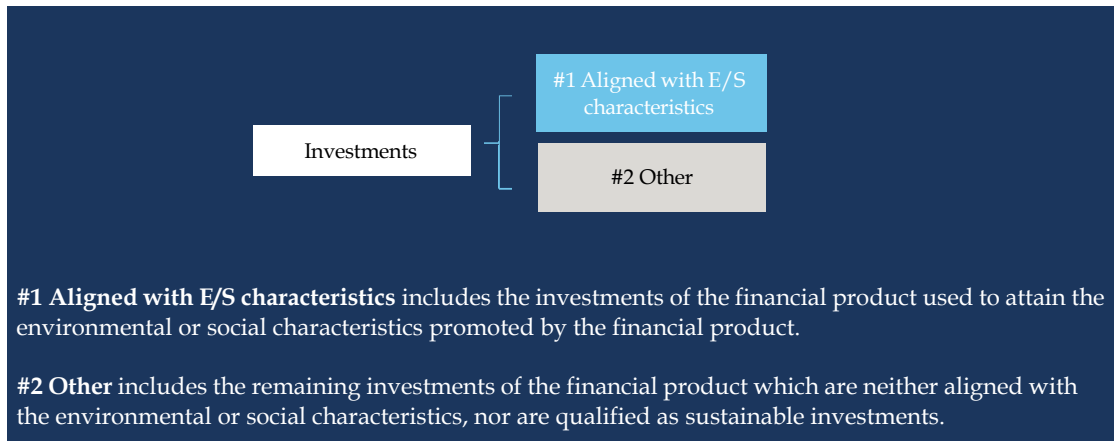 #1 Aligned with E/S
characteristics
Investments
#2 Other
#1 Aligned with E/S characteristics includes the investments of the financial product used to attain the
environmental or social characteristics promoted by the financial product.
#2 Other includes the remaining investments of the financial product which are neither aligned with
the environmental or social characteristics, nor are qualified as sustainable investments.